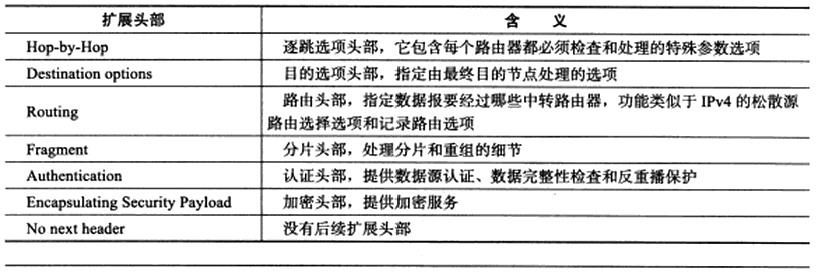 扩展头部 含 义
Hop-by-Hop 逐跳选项头部，它包含每个路由器都必须检查和处理的特殊参数选项
Destination options 目的选项头部，指定由最终目的节点处理的选项
Routing 路由头部，指定数据报要经过哪些中转路由器，功能类似于 IPv4 的松散源
路由选择选项和记录路由选项
Fragment 分片头部，处理分片和重组的细节
Authentication 认证头部，提供数据源认证、数据完整性检查和反重播保护
Encapsulating Security Payload 加密头部，提供加密服务
No next header 没有后续扩展头部